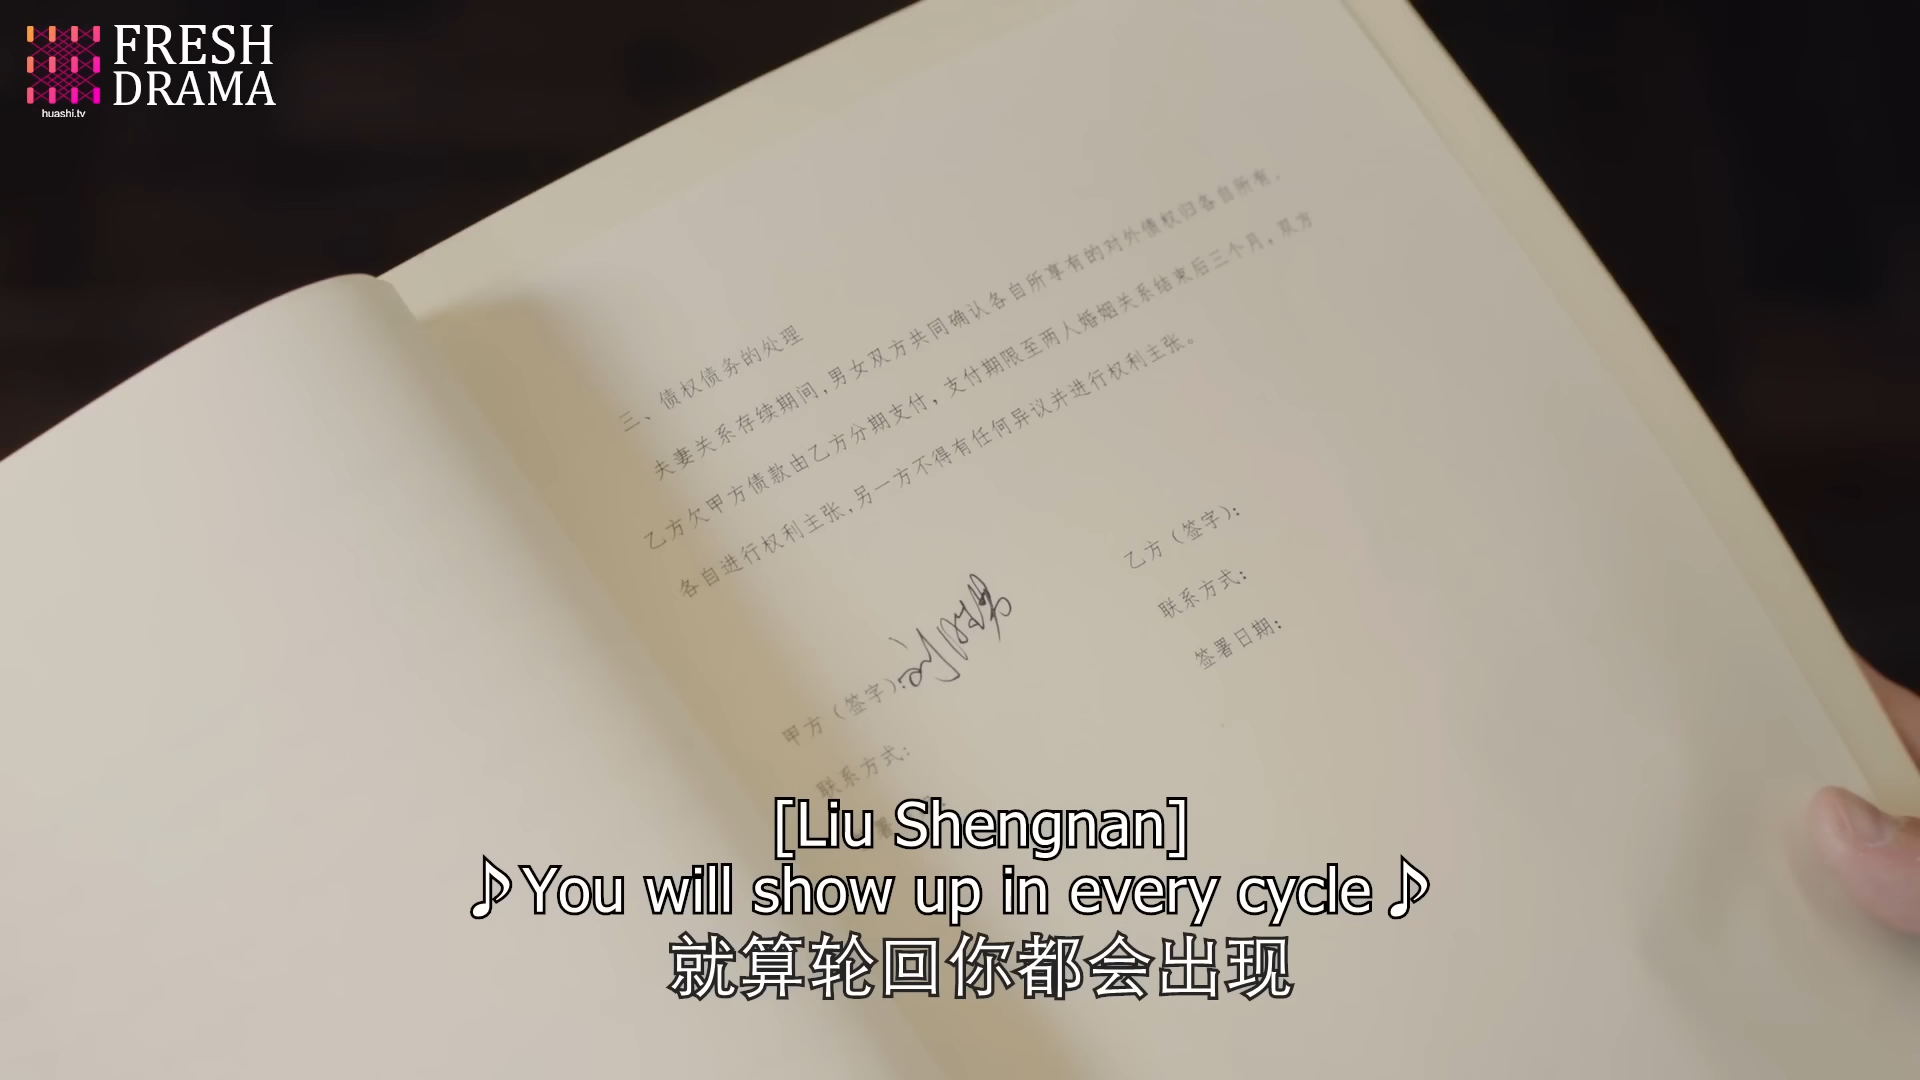 FRESH
DRAMA
huashi.tv
三、债权债务的处理
夫妻关系存续期间，男女双方共同确认各自所享有的对外债权归各自所有，
乙方欠甲方债款由乙方分期支付，支付期限至两人婚姻关系结束后三个月，双方
各自进行权利主张，另一方不得有任何异议并进行权利主张。
甲方（签字）：
乙方（签字）：
联系方式：
联系方式：
签署日期：
[Liu Shengnan]
♪You will show up in every cycle♪
就算轮回你都会出现